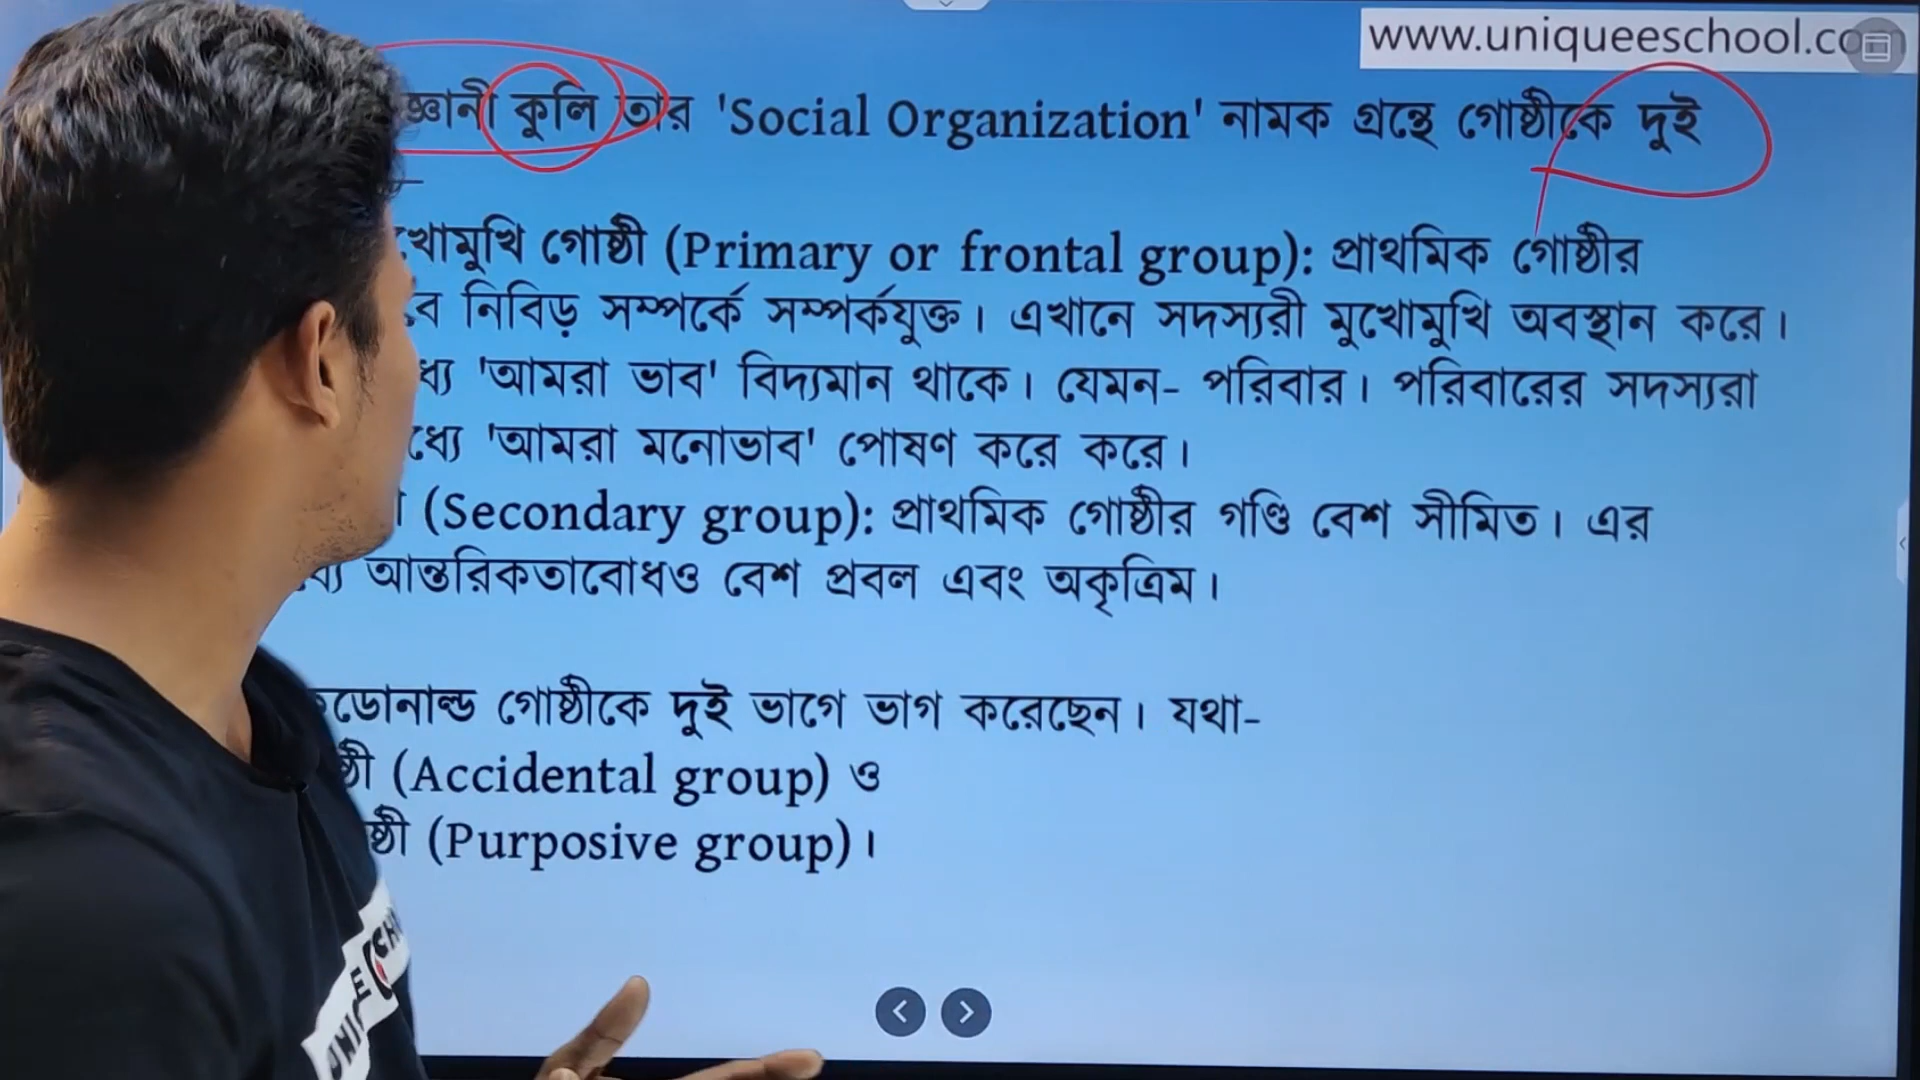 www.uniqueeschool.co
কুলি তার 'Social Organization' নামক গ্রন্থে গোষ্ঠীকে দুই
গোষ্ঠী (Primary or frontal group): প্রাথমিক গোষ্ঠীর
নিবিড় সম্পর্কে সম্পর্কযুক্ত। এখানে সদস্যরী মুখোমুখি অবস্থান করে।
'আমরা ভাব' বিদ্যমান থাকে। যেমন- পরিবার। পরিবারের সদস্যরা
'আমরা মনোভাব' পোষণ করে করে।
(Secondary group): প্রাথমিক গোষ্ঠীর গণ্ডি বেশ সীমিত। এর
আন্তরিকতাবোধও বেশ প্রবল এবং অকৃত্রিম।
গোষ্ঠীকে দুই ভাগে ভাগ করেছেন। যথা-
(Accidental group) ও
(Purposive group)।